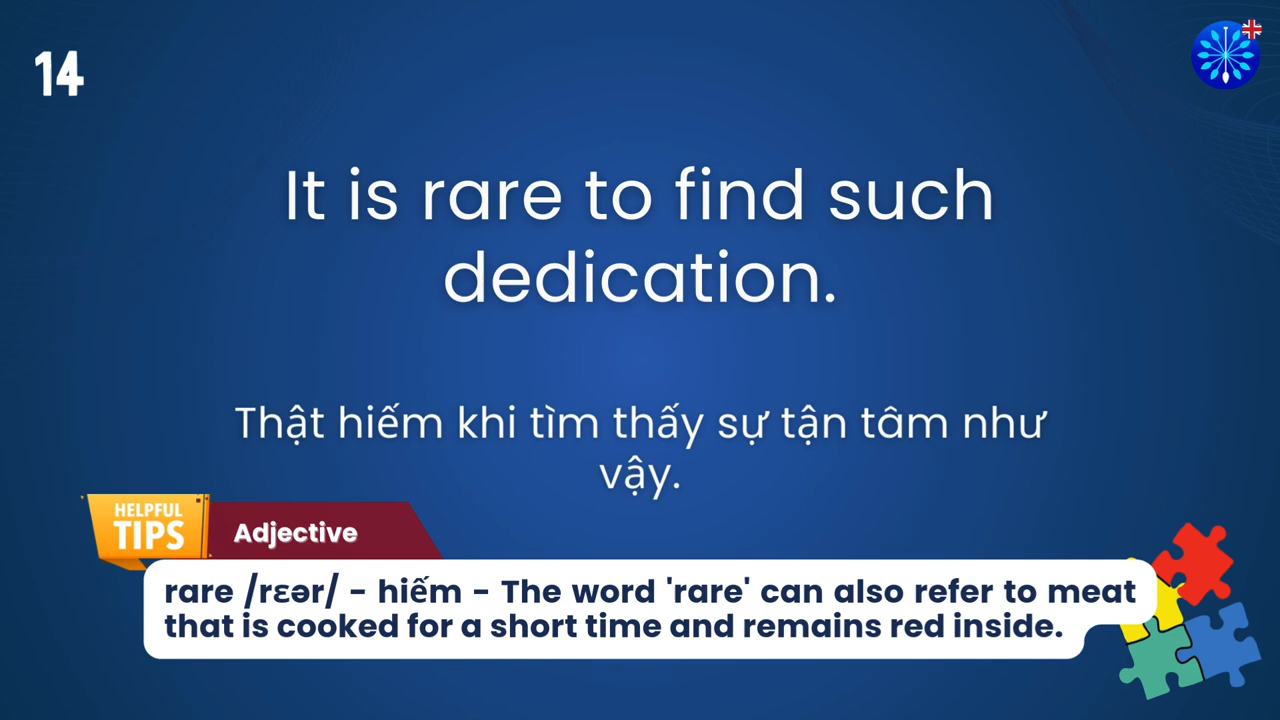 14
It is rare to find such
dedication.
Thật hiếm khi tìm thấy sự tận tâm như
vậy.
HELPFUL
TIPS
Adjective
rare /rɛər/ - hiếm - The word 'rare' can also refer to meat
that is cooked for a short time and remains red inside.